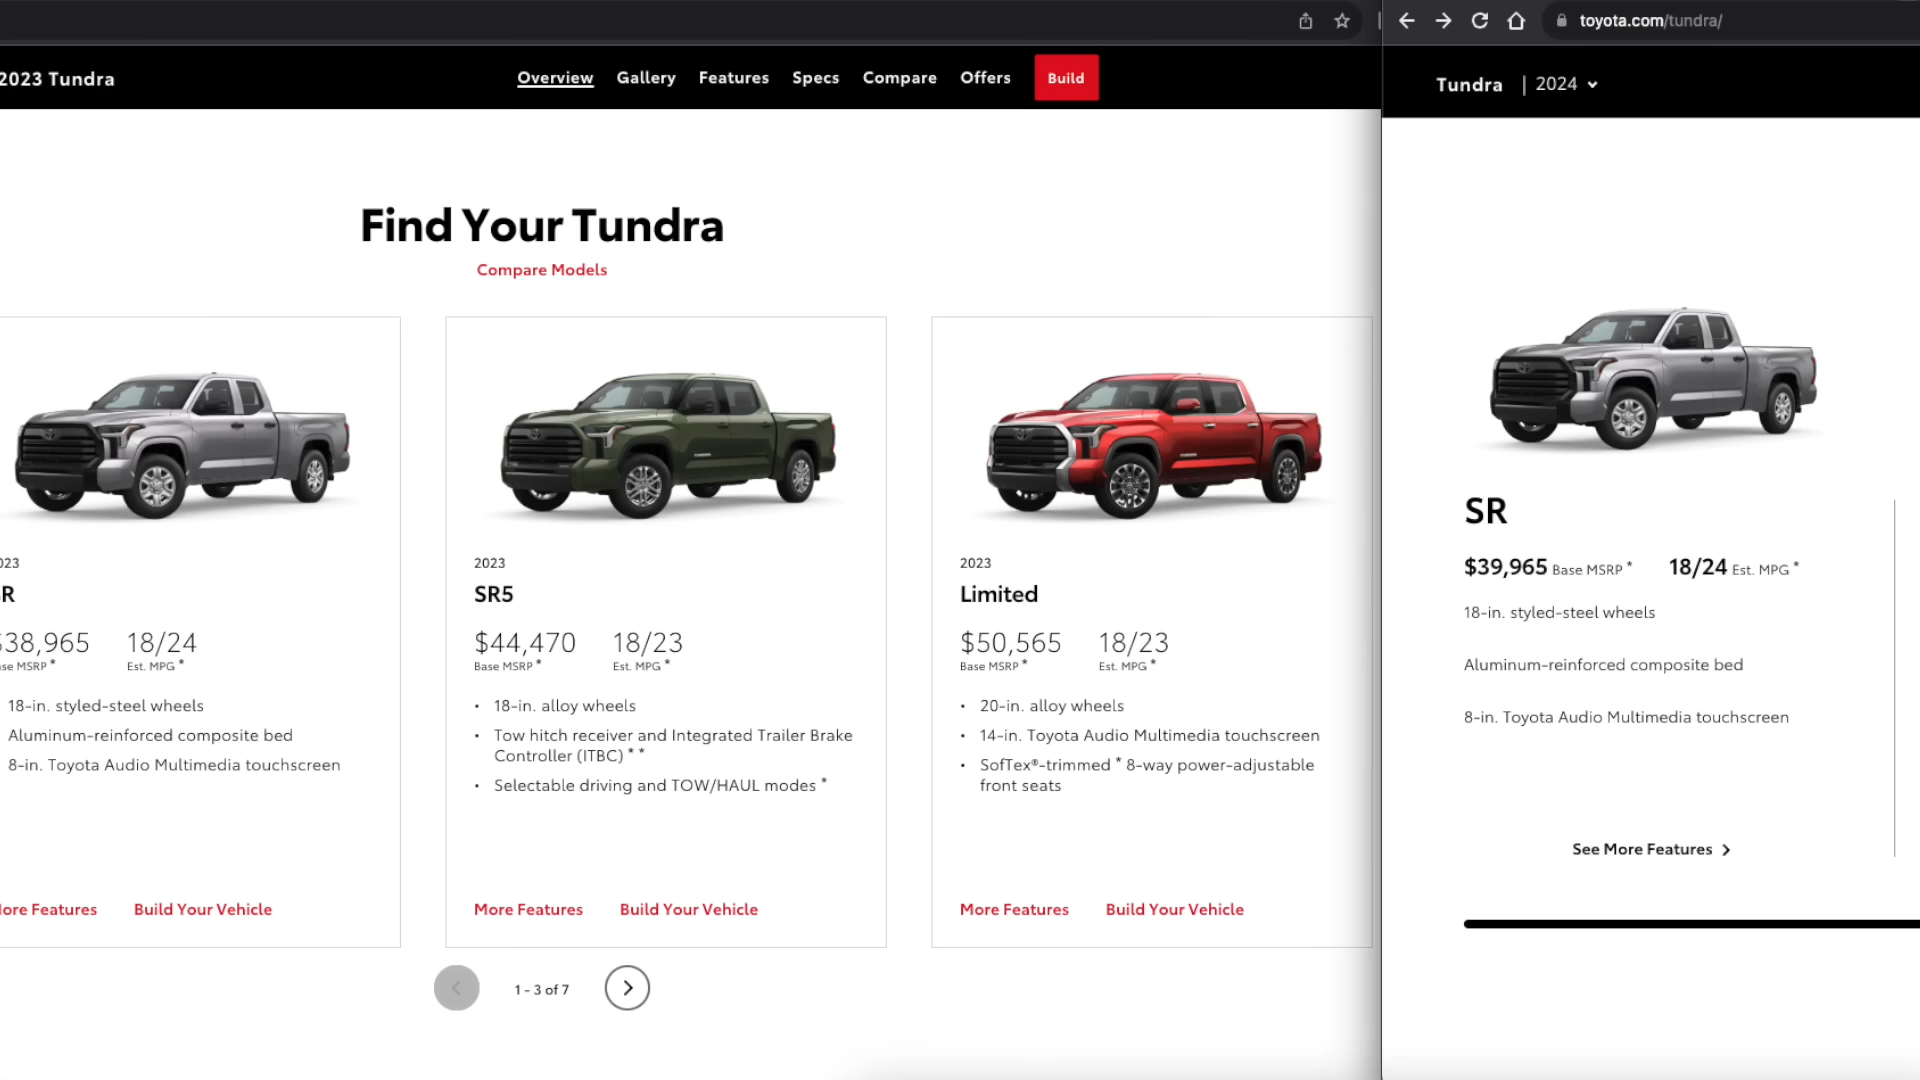 2023 Tundra
Overview Gallery Features Specs Compare Offers Build
Find Your Tundra
Compare Models
023
R
$38,965 18/24
se MSRP * Est. MPG *
18-in. styled-steel wheels
Aluminum-reinforced composite bed
8-in. Toyota Audio Multimedia touchscreen
ore Features Build Your Vehicle
2023
SR5
$44,470 18/23
Base MSRP * Est. MPG *
• 18-in. alloy wheels
• Tow hitch receiver and Integrated Trailer Brake
Controller (ITBC) * *
• Selectable driving and TOW/HAUL modes *
More Features Build Your Vehicle
2023
Limited
$50,565 18/23
Base MSRP * Est. MPG *
• 20-in. alloy wheels
• 14-in. Toyota Audio Multimedia touchscreen
• SofTex®-trimmed * 8-way power-adjustable
front seats
More Features Build Your Vehicle
1 - 3 of 7
toyota.com/tundra/
Tundra | 2024
SR
$39,965 Base MSRP * 18/24 Est. MPG *
18-in. styled-steel wheels
Aluminum-reinforced composite bed
8-in. Toyota Audio Multimedia touchscreen
See More Features >